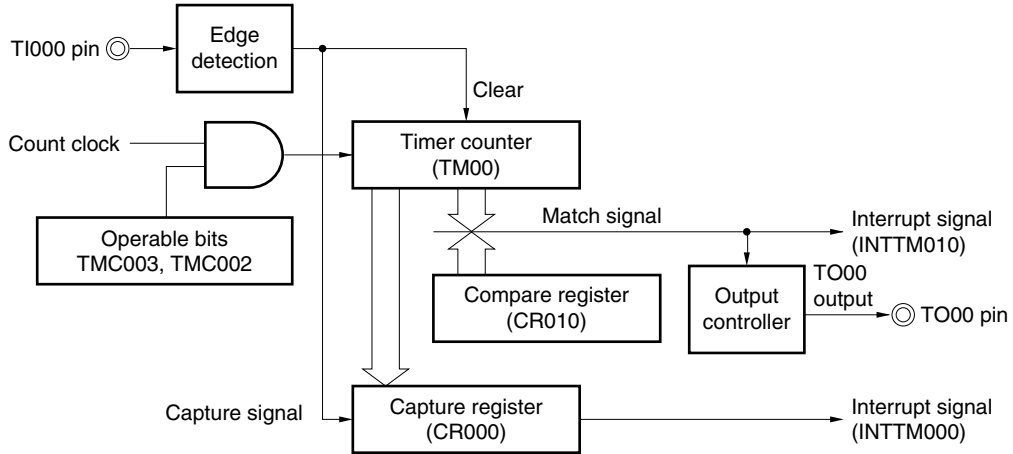 TI000 pin
Edge
detection
Clear
Count clock
Timer counter
(TM00)
Operable bits
TMC003, TMC002
Match signal
Interrupt signal
(INTTM010)
Compare register
(CR010)
Output
controller
TO00
output
TO00 pin
Capture signal
Capture register
(CR000)
Interrupt signal
(INTTM000)